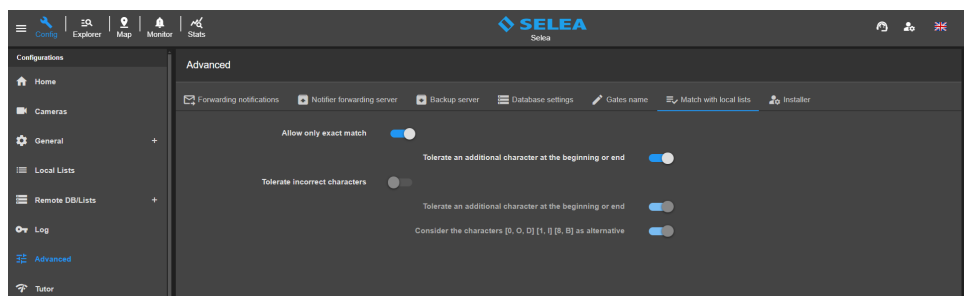 Config
Explorer
Map
Monitor
Stats
SELEA
Selea
Configurations
Advanced
Home
Forwarding notifications
Notifier forwarding server
Backup server
Database settings
Gates name
Match with local lists
Installer
Cameras
Allow only exact match
General +
Tolerate an additional character at the beginning or end
Local Lists
Tolerate incorrect characters
Remote DB/Lists +
Tolerate an additional character at the beginning or end
Log
Consider the characters [0, O, D] [1, I] [8, B] as alternative
Advanced
Tutor